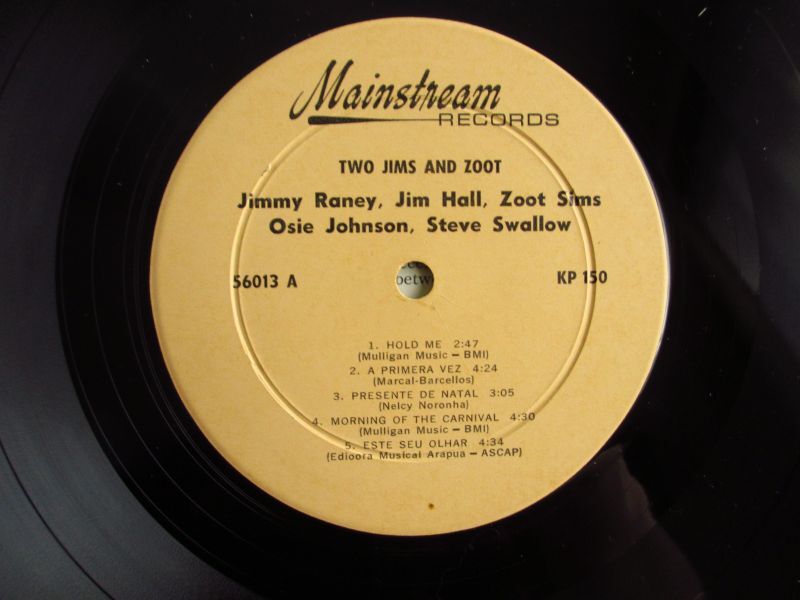 Mainstream
RECORDS
TWO JIMS AND ZOOT
Jimmy Raney, Jim Hall, Zoot Sims
Osie Johnson, Steve Swallow
56013 A
KP 150
betw
1. HOLD ME 2:47
(Mulligan Music — BMI)
2. A PRIMERA VEZ 4:24
(Marcal-Barcellos)
3. PRESENTE DE NATAL 3:05
(Nelcy Noronha)
4. MORNING OF THE CARNIVAL 4:30
(Mulligan Music — BMI)
5. ESTE SEU OLHAR 4:34
(Edioora Musical Arapua — ASCAP)